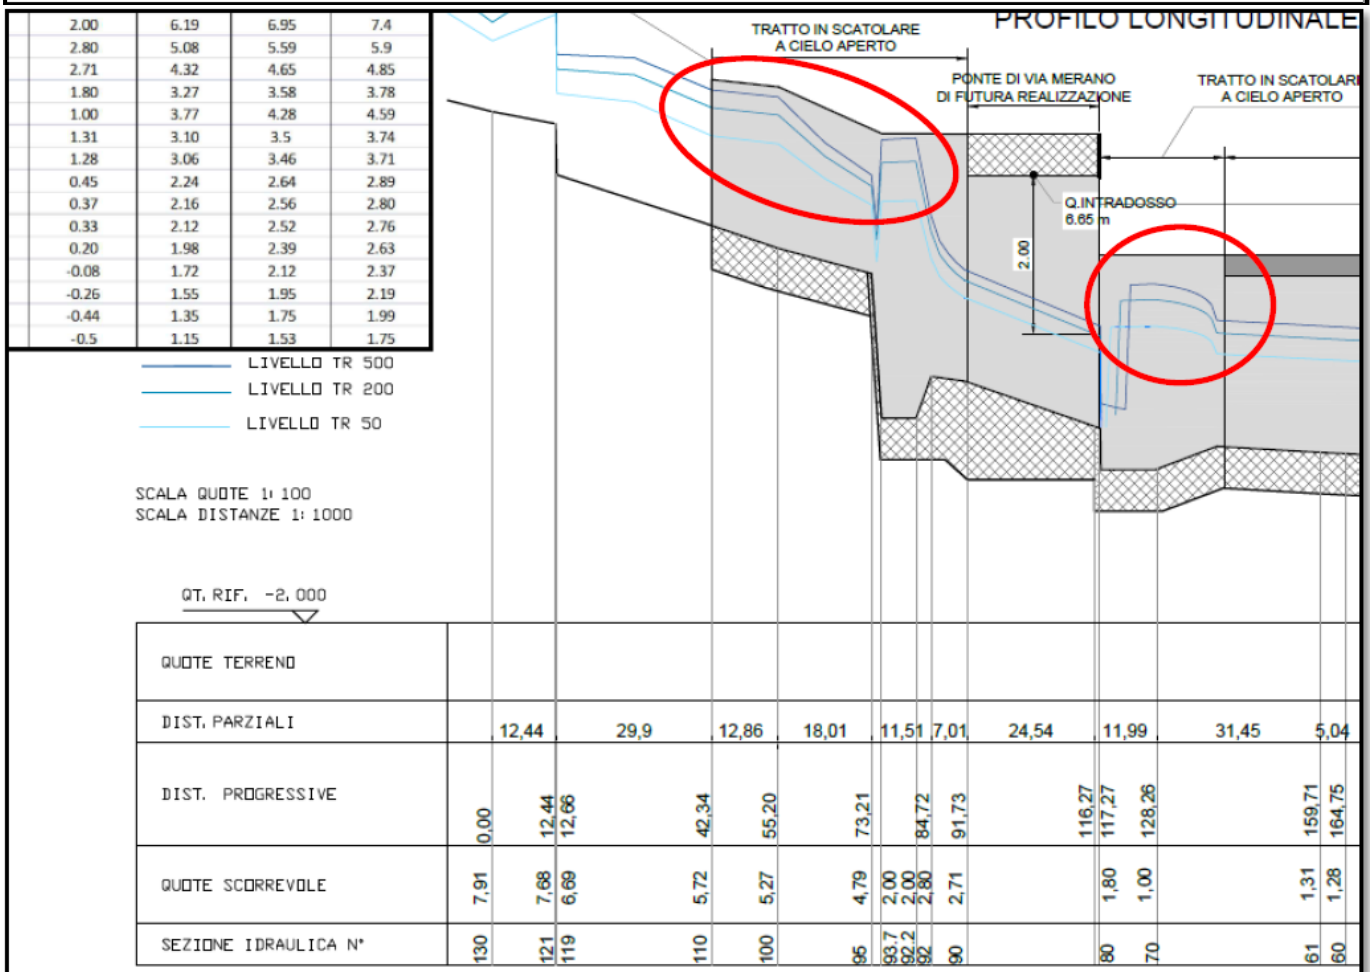 PROFILO LONGITUDINALE
2.00 6.19 6.95 7.4
2.80 5.08 5.59 5.9
2.71 4.32 4.65 4.85
1.80 3.27 3.58 3.78
1.00 3.77 4.28 4.59
1.31 3.10 3.5 3.74
1.28 3.06 3.46 3.71
0.45 2.24 2.64 2.89
0.37 2.16 2.56 2.80
0.33 2.12 2.52 2.76
0.20 1.98 2.39 2.63
-0.08 1.72 2.12 2.37
-0.26 1.55 1.95 2.19
-0.44 1.35 1.75 1.99
-0.5 1.15 1.53 1.75
TRATTO IN SCATOLARE
A CIELO APERTO
PONTE DI VIA MERANO
DI FUTURA REALIZZAZIONE
TRATTO IN SCATOLARE
A CIELO APERTO
Q.INTRADOSSO
6.65 m
2.00
LIVELLO TR 500
LIVELLO TR 200
LIVELLO TR 50
SCALA QUOTE 1: 100
SCALA DISTANZE 1: 1000
QT. RIF. -2.000
QUOTE TERRENO
DIST. PARZIALI 12,44 29,9 12,86 18,01 11,51 7,01 24,54 11,99 31,45 5,04
DIST. PROGRESSIVE 0,00 12,44 12,66 42,34 55,20 73,21 84,72 91,73 116,27 117,27 128,26 159,71 164,75
QUOTE SCORREVOLE 7,91 7,68 6,69 5,72 5,27 4,79 2,00 2,00 2,80 2,71 1,80 1,00 1,31 1,28
SEZIONE IDRAULICA N° 130 121 119 110 100 95 93.7 92.2 92 90 80 70 61 60